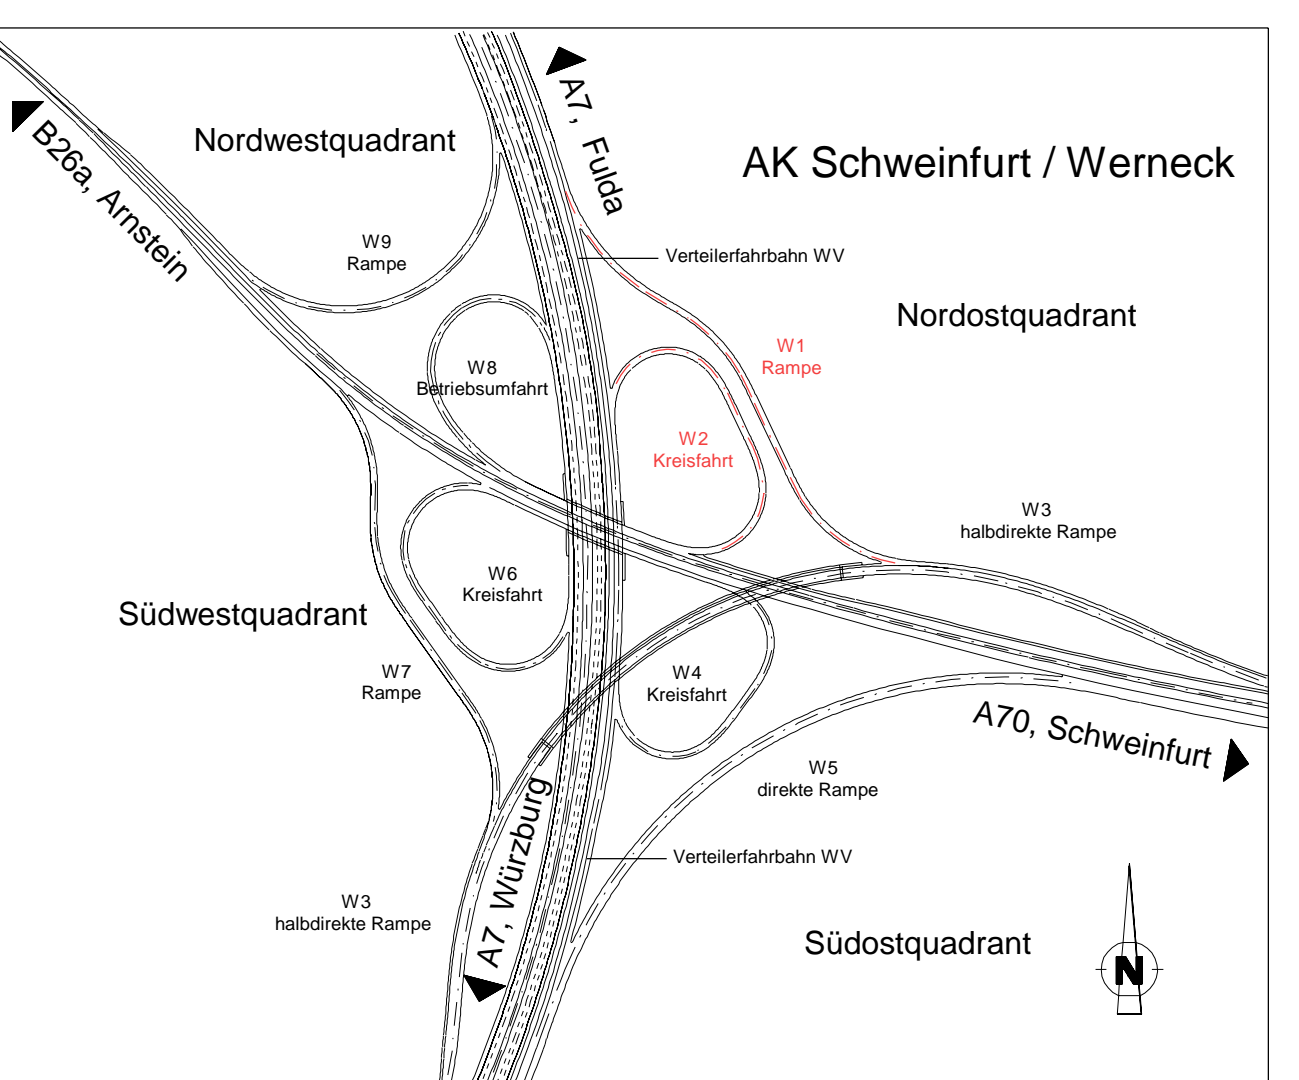 A7, Fulda
B26a, Arnstein
Nordwestquadrant
AK Schweinfurt / Werneck
W9
Rampe
Verteilerfahrbahn WV
Nordostquadrant
W1
Rampe
W8
Betriebsumfahrt
W2
Kreisfahrt
W3
halbdirekte Rampe
W6
Kreisfahrt
Südwestquadrant
W7
Rampe
W4
Kreisfahrt
A70, Schweinfurt
W5
direkte Rampe
A7, Würzburg
Verteilerfahrbahn WV
W3
halbdirekte Rampe
Südostquadrant
N